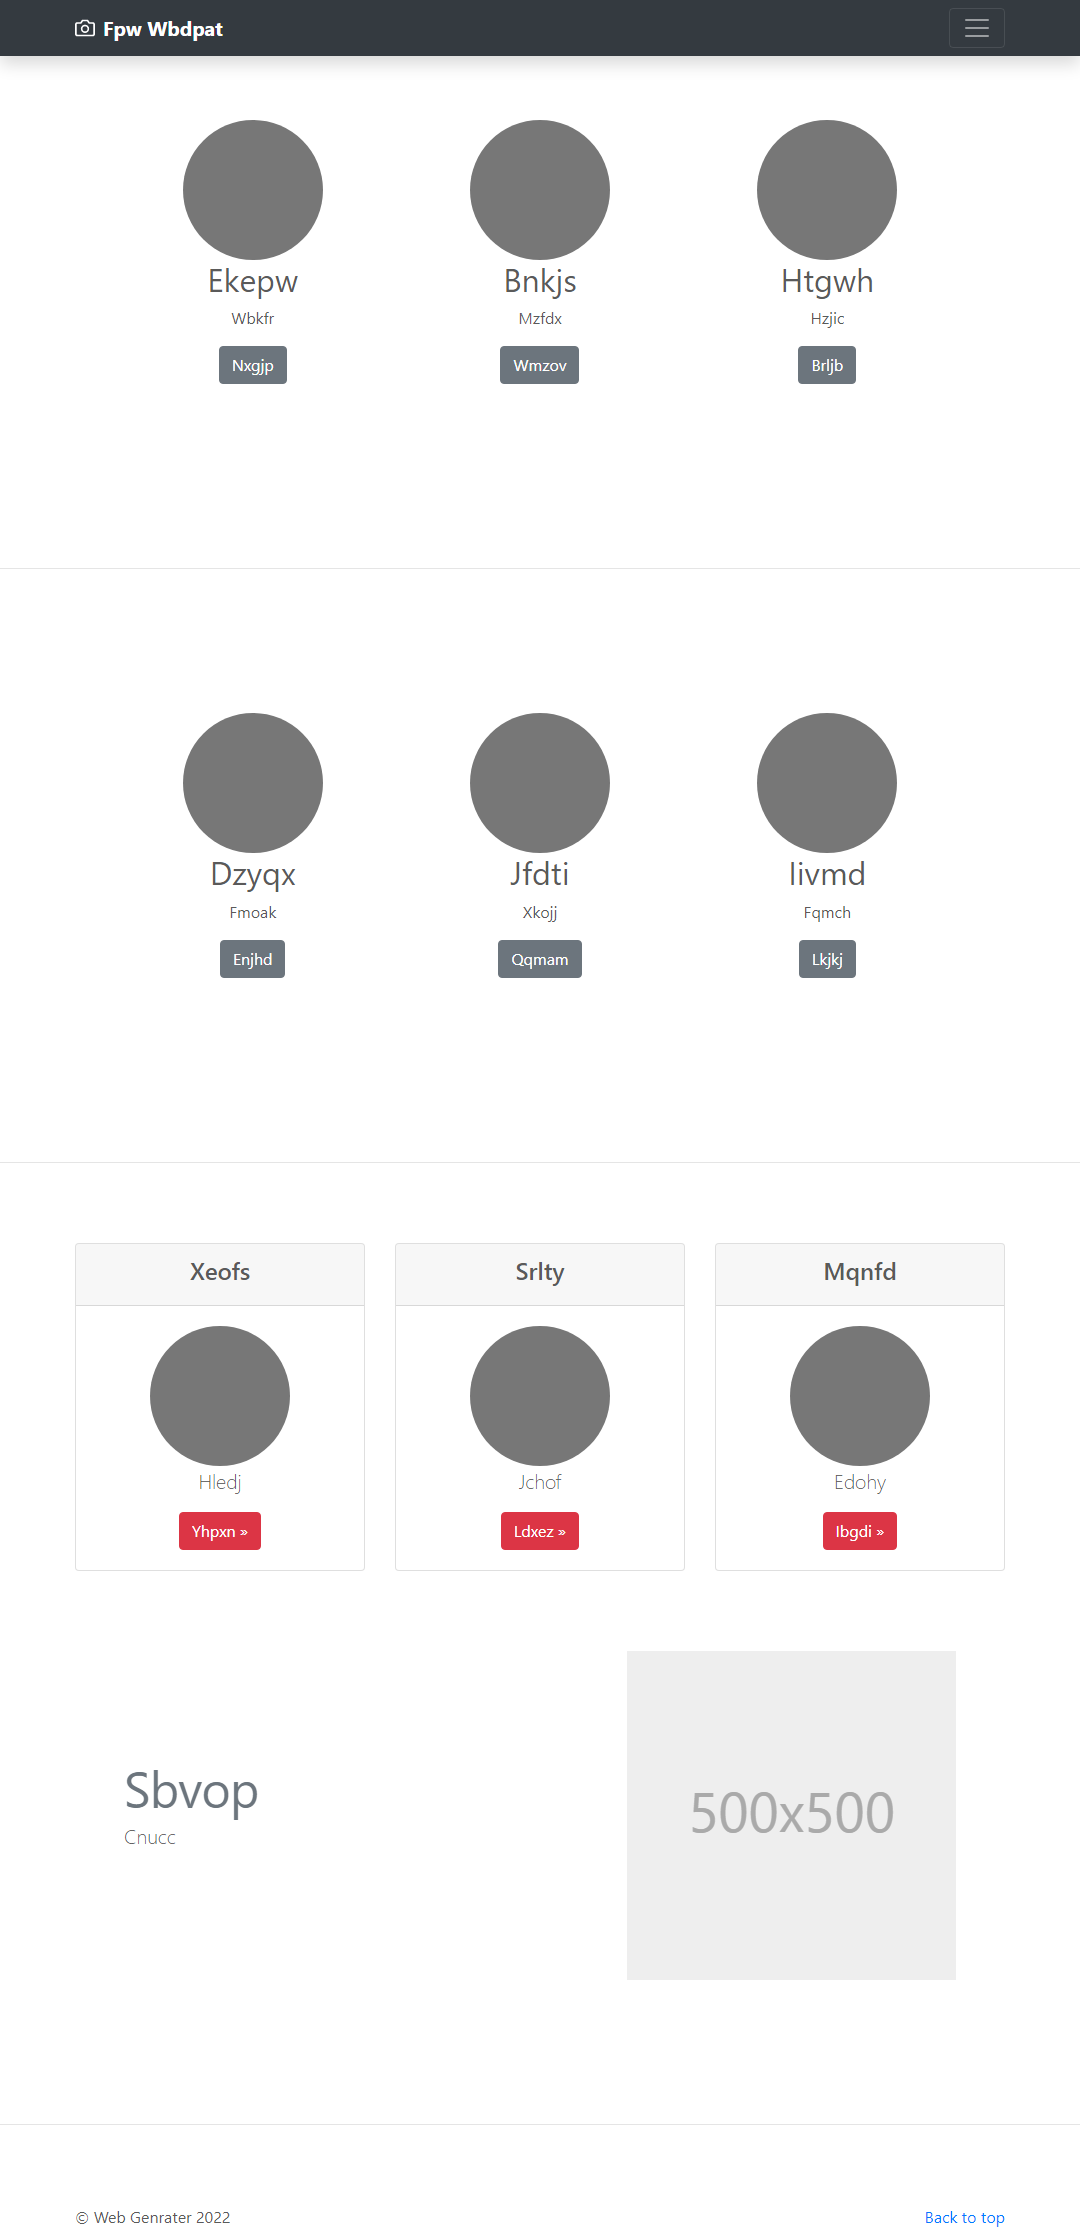 Fpw Wbdpat
Ekepw Bnkjs Htgwh
Wbkfr Mzfdx Hzjic
Nxgjp Wmzov Brljb
Dzyqx Jfdti Iivmd
Fmoak Xkojj Fqmch
Enjhd Qqmam Lkjkj
Xeofs Srlty Mqnfd
Hledj Jchof Edohy
Yhpxn » Ldxez » Ibgdi »
Sbvop
Cnucc
500x500
© Web Genrater 2022 Back to top